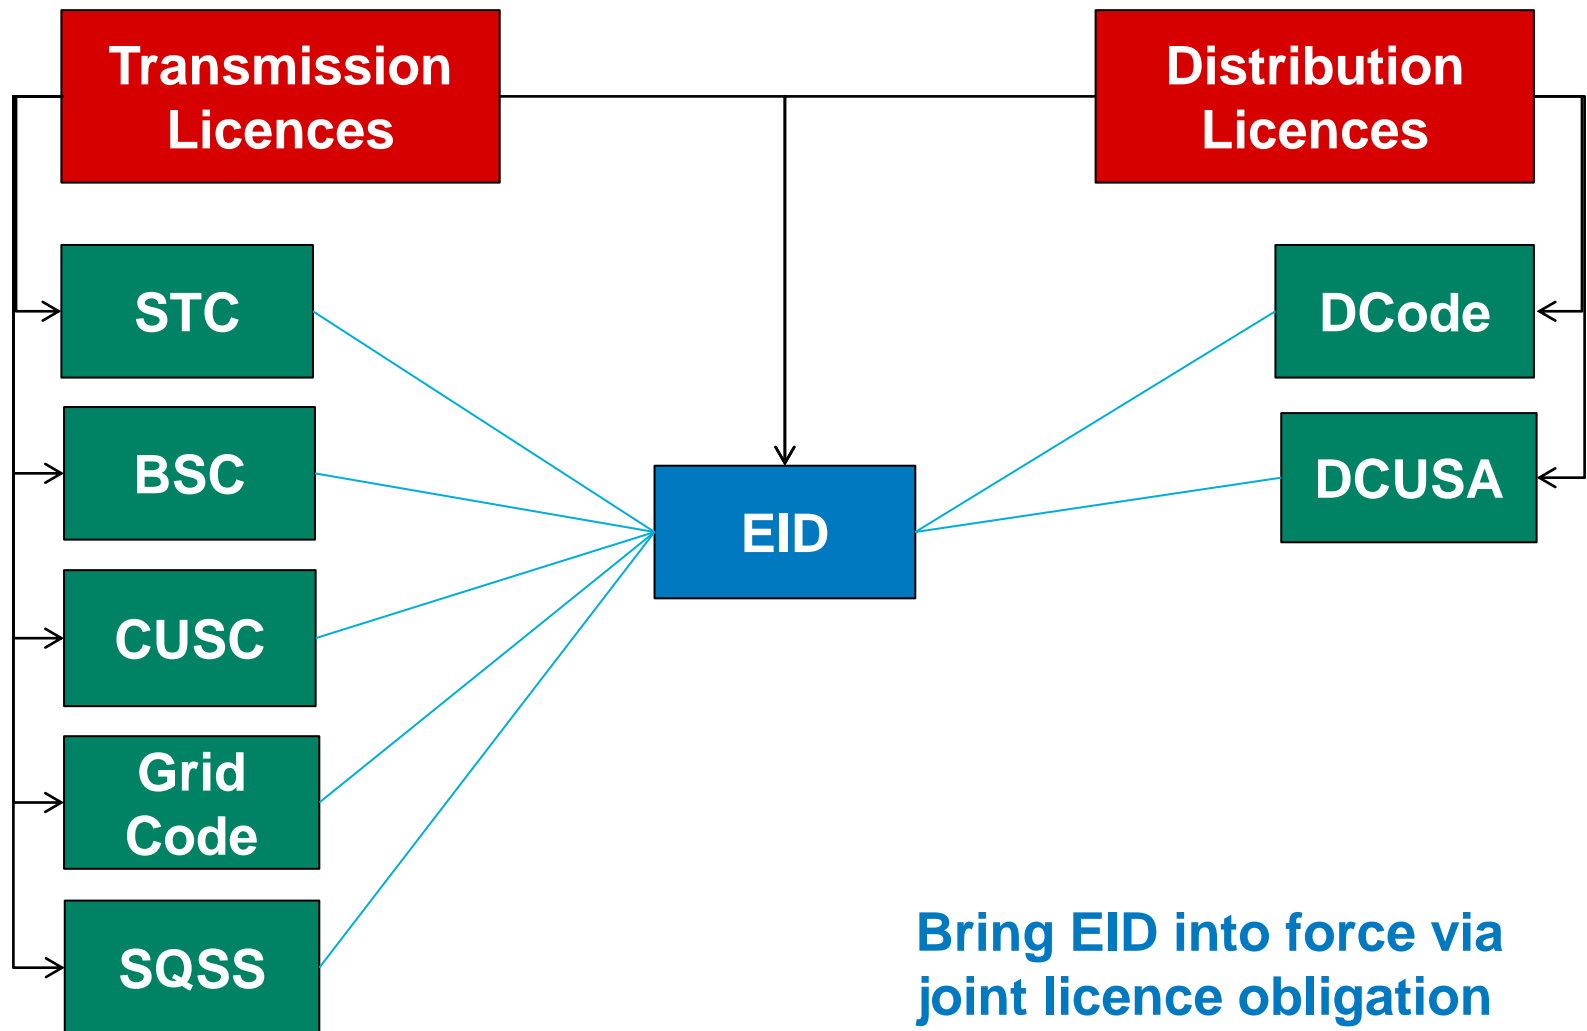 Transmission
Licences
Distribution
Licences
STC
DCode
BSC
DCUSA
EID
CUSC
Grid
Code
SQSS
Bring EID into force via
joint licence obligation